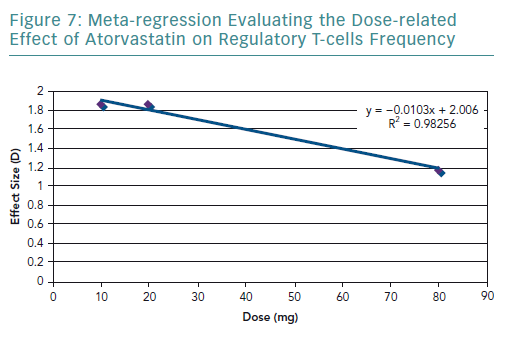 Figure 7: Meta-regression Evaluating the Dose-related
Effect of Atorvastatin on Regulatory T-cells Frequency
2
1.8
1.6
1.4
1.2
1
0.8
0.6
0.4
0.2
0
Effect Size (D)
y = −0.0103x + 2.006
R² = 0.98256
0 10 20 30 40 50 60 70 80 90
Dose (mg)